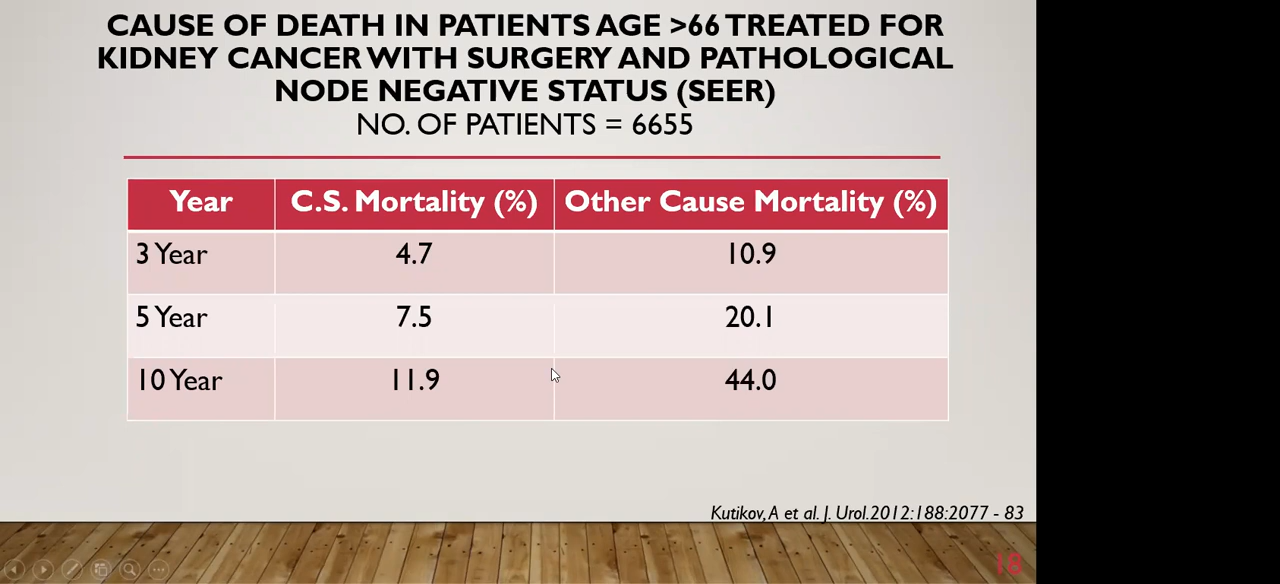 CAUSE OF DEATH IN PATIENTS AGE >66 TREATED FOR
KIDNEY CANCER WITH SURGERY AND PATHOLOGICAL
NODE NEGATIVE STATUS (SEER)
NO. OF PATIENTS = 6655
Year C.S. Mortality (%) Other Cause Mortality (%)
3 Year 4.7 10.9
5 Year 7.5 20.1
10 Year 11.9 44.0
Kutikov, A et al. J. Urol.2012:188:2077 - 83
18